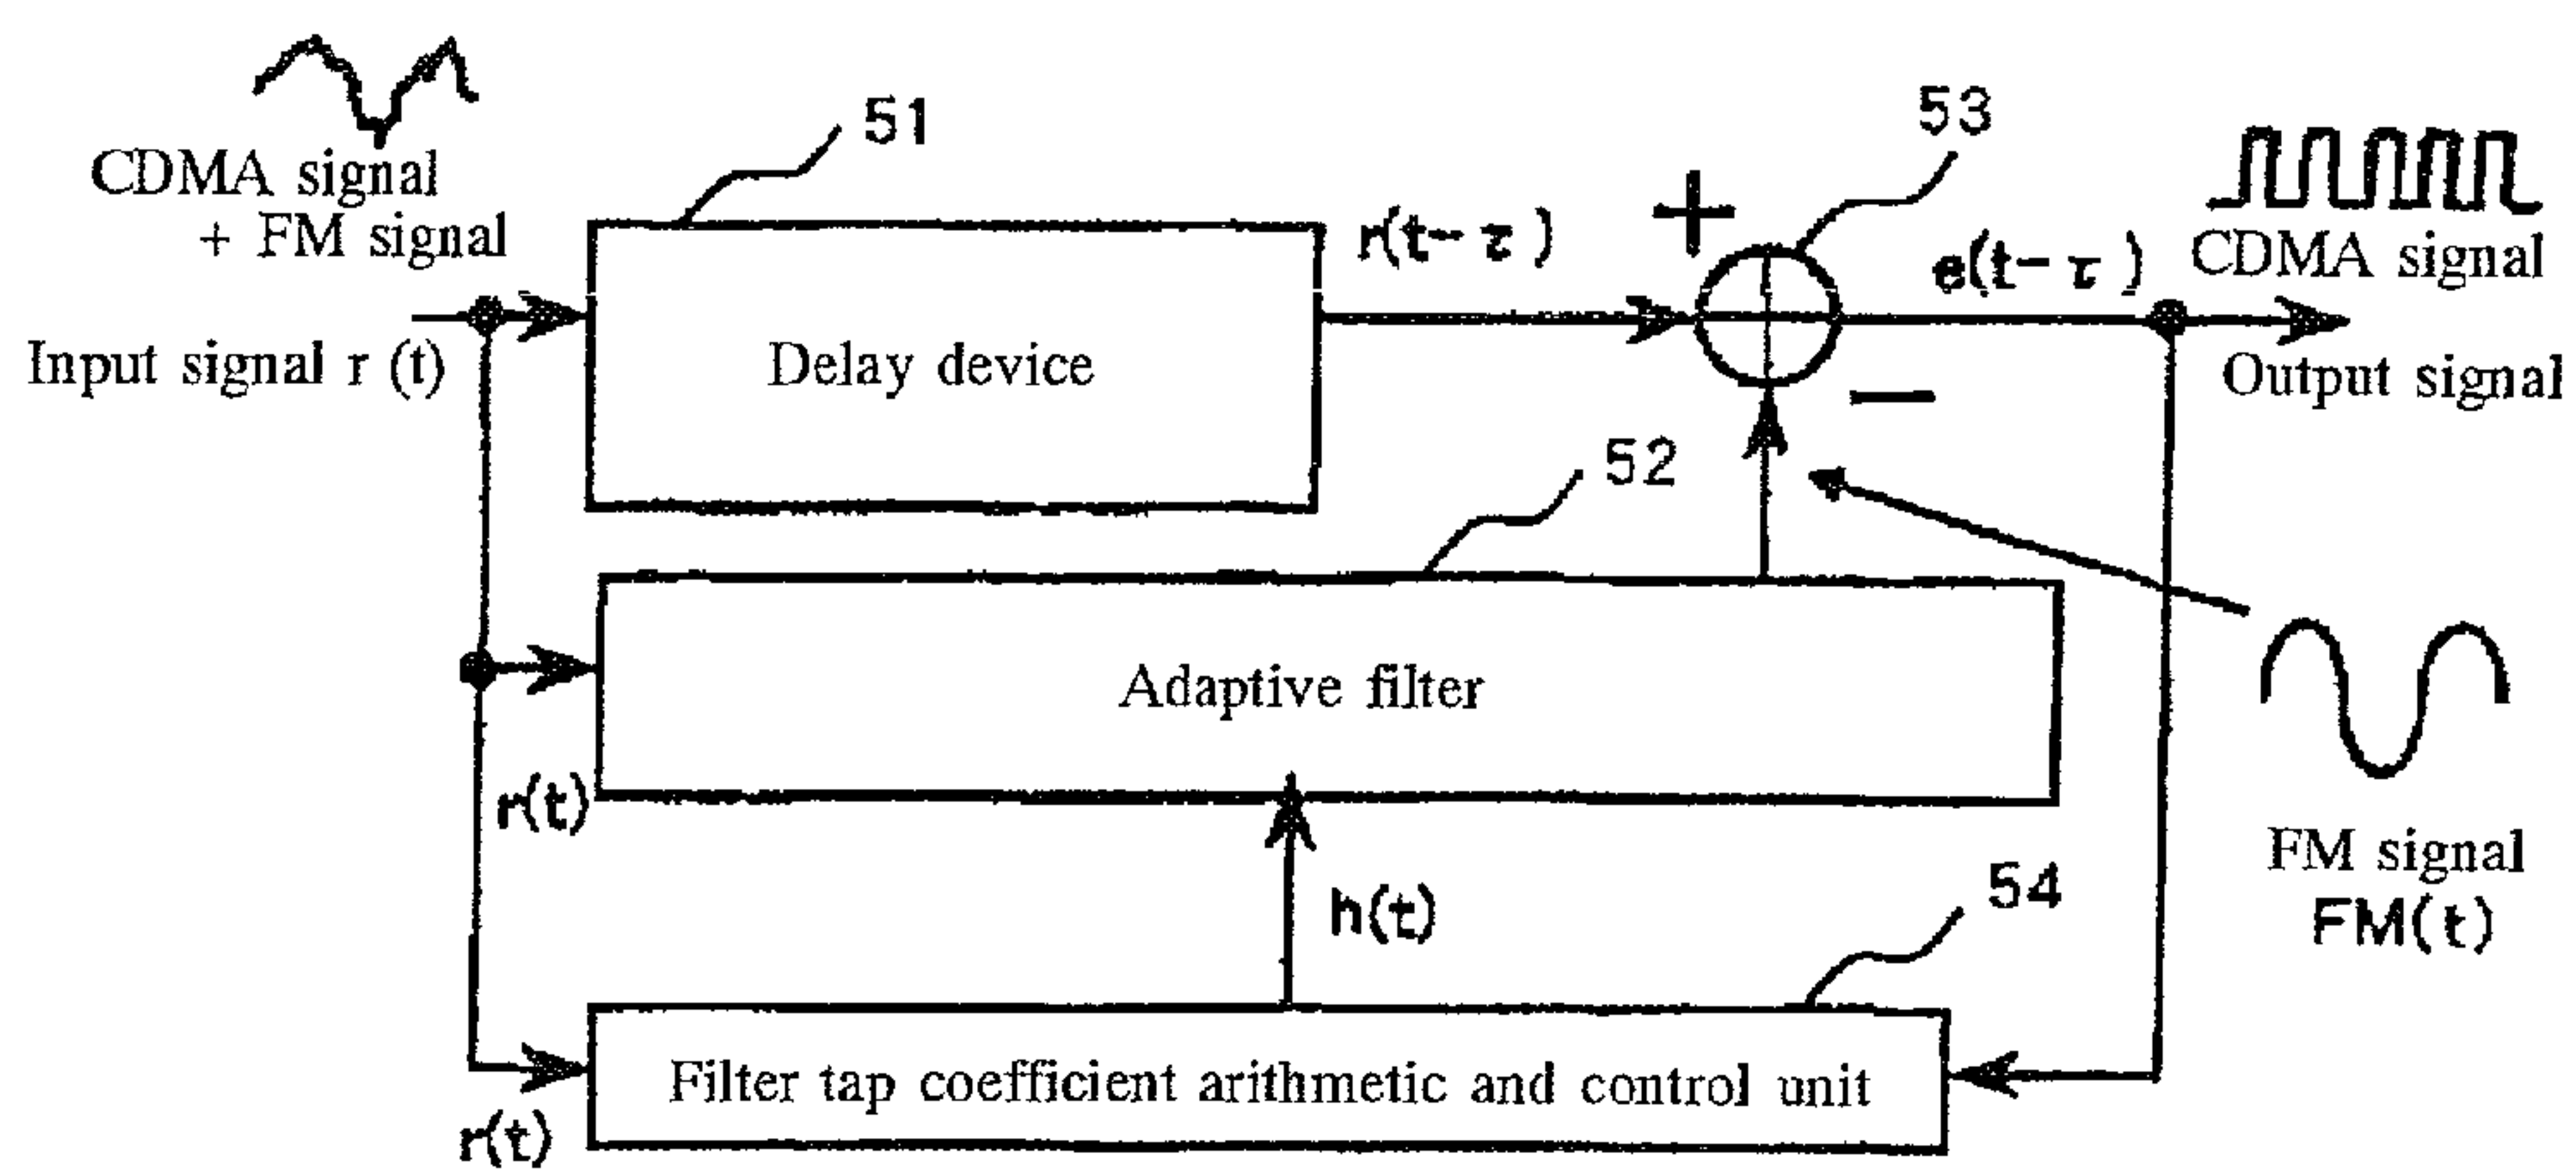 51
53
CDMA signal
+ FM signal
+
r(t-τ)
e(t-τ)
CDMA signal
Input signal r (t)
Delay device
−
Output signal
52
Adaptive filter
r(t)
FM signal
FM(t)
h(t)
54
Filter tap coefficient arithmetic and control unit
r(t)